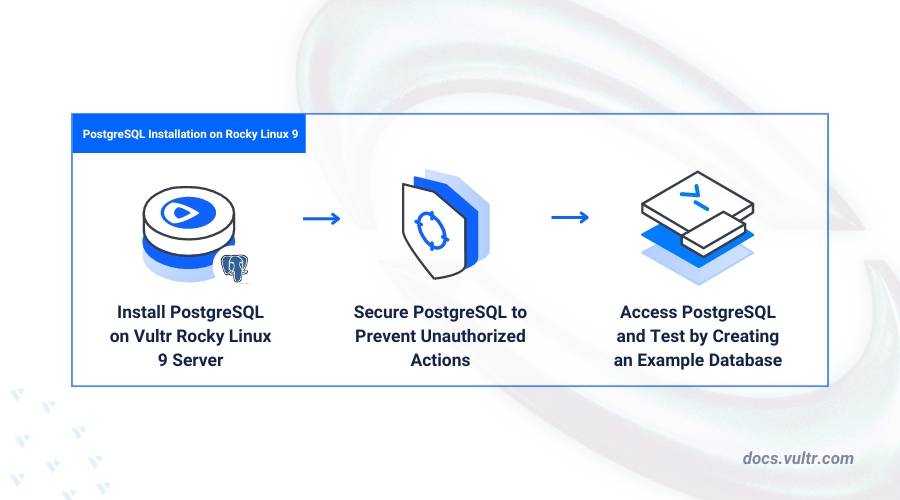 PostgreSQL Installation on Rocky Linux 9
Install PostgreSQL
on Vultr Rocky Linux
9 Server
Secure PostgreSQL to
Prevent Unauthorized
Actions
Access PostgreSQL
and Test by Creating
an Example Database
docs.vultr.com